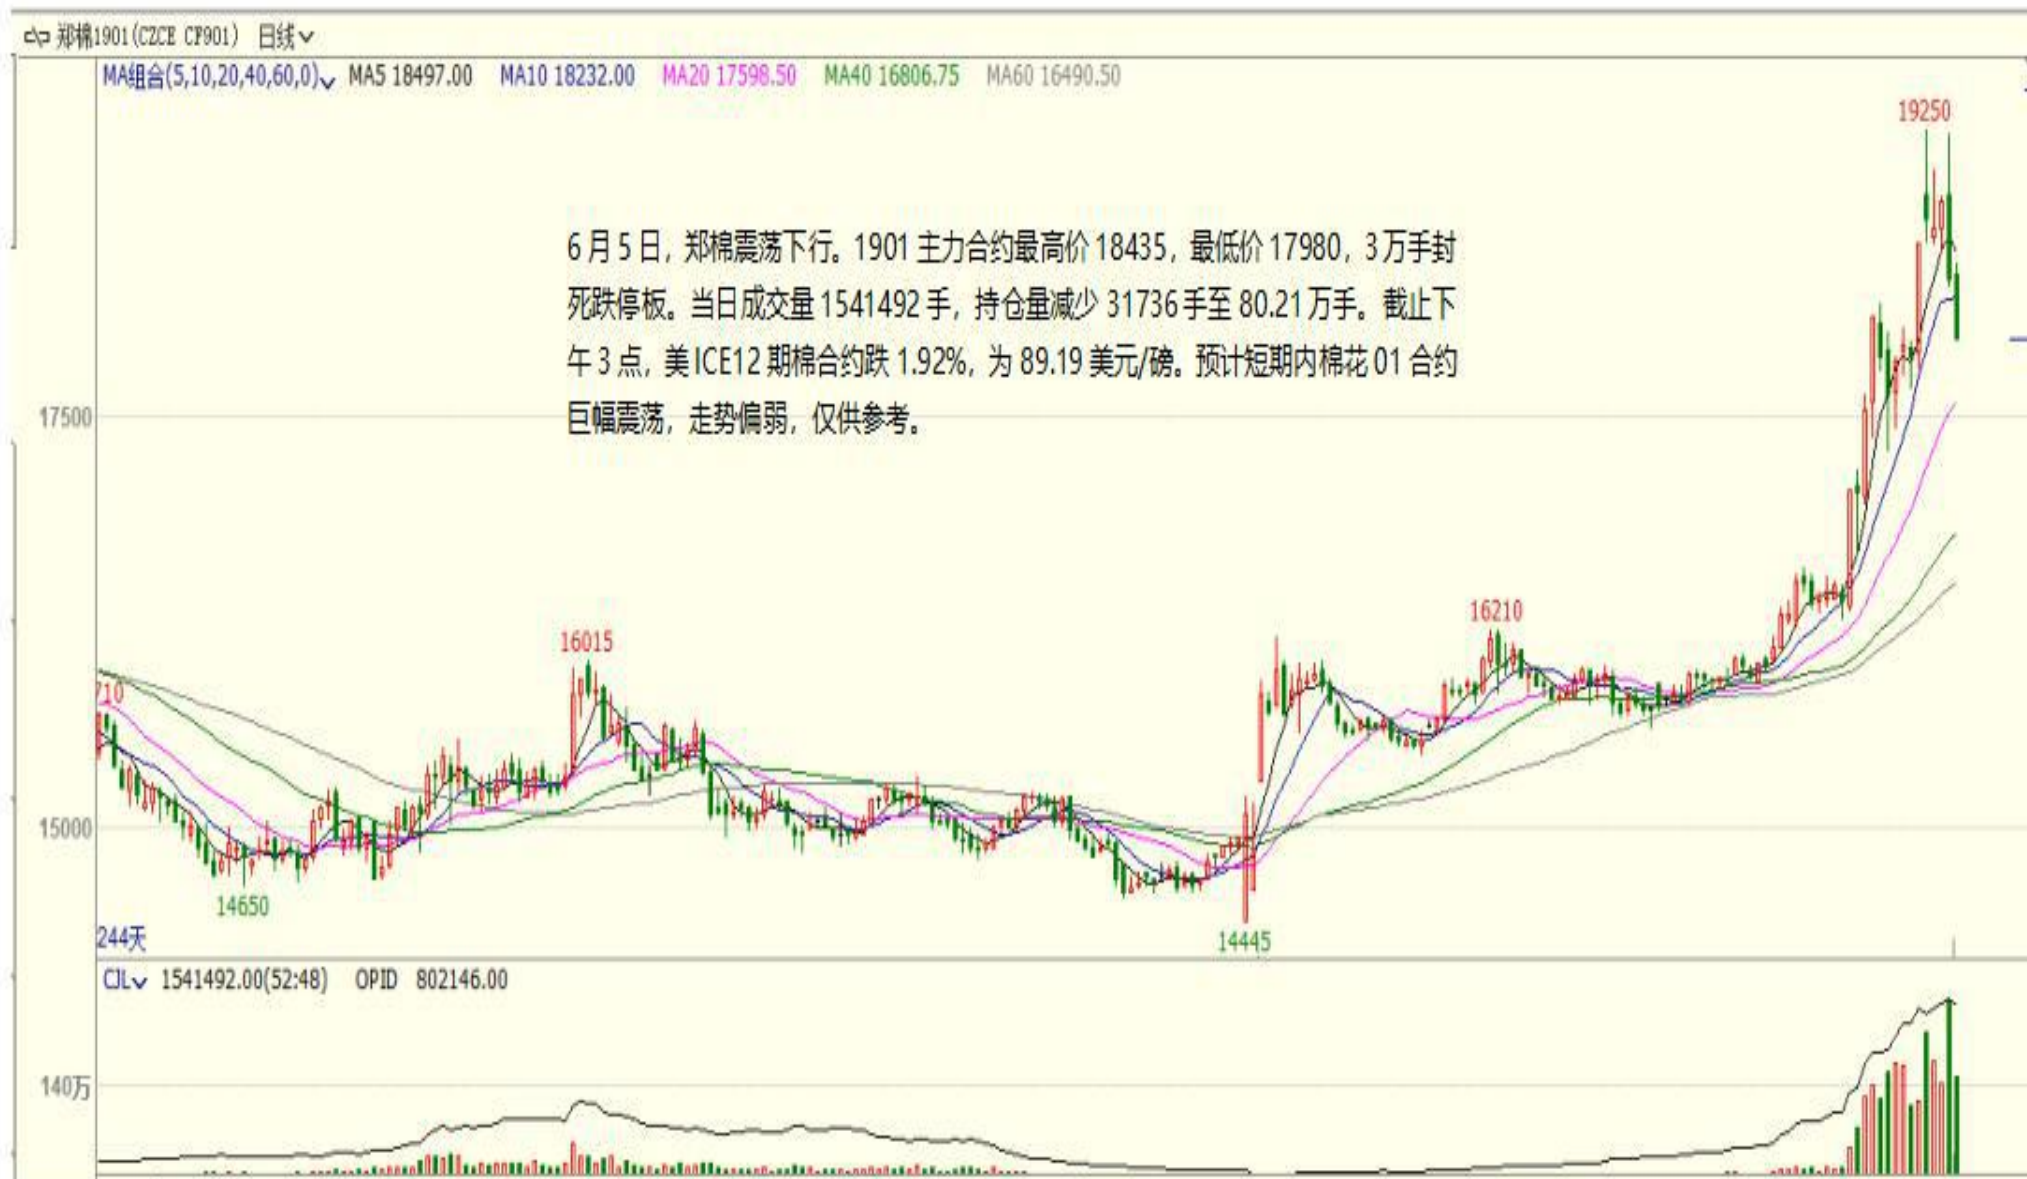 郑棉1901(CZCE CF901) 日线
MA组合(5,10,20,40,60,0) MA5 18497.00 MA10 18232.00 MA20 17598.50 MA40 16806.75 MA60 16490.50
19250
6月5日，郑棉震荡下行。1901主力合约最高价18435，最低价17980，3万手封
死跌停板。当日成交量1541492手，持仓量减少31736手至80.21万手。截止下
午3点，美ICE12期棉合约跌1.92%，为89.19美元/磅。预计短期内棉花01合约
巨幅震荡，走势偏弱，仅供参考。
17500
16210
16015
710
15000
14650
244天
14445
CJL 1541492.00(52:48) OPID 802146.00
140万